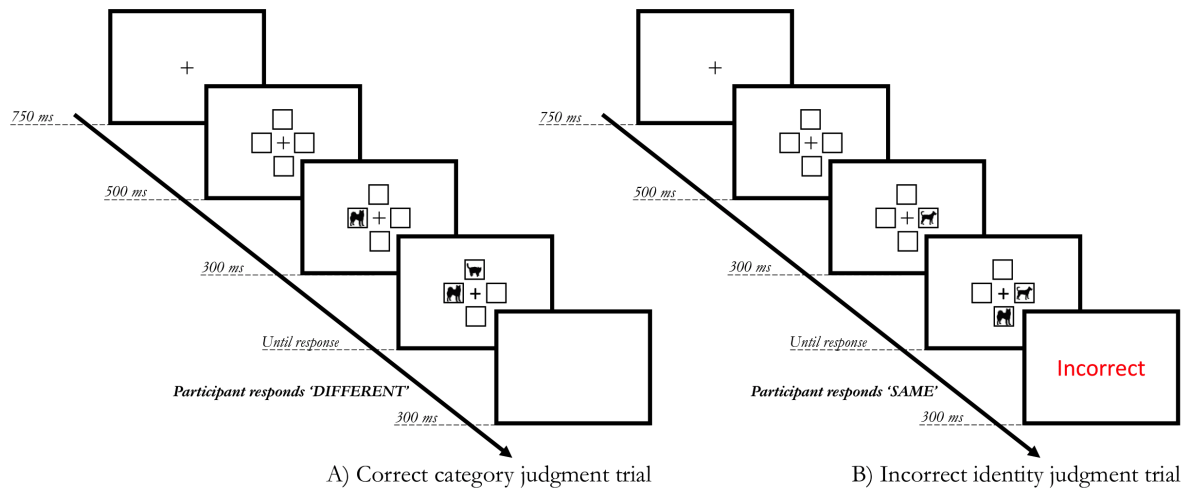 750 ms
500 ms
300 ms
Until response
Participant responds ‘DIFFERENT’
300 ms
A) Correct category judgment trial
750 ms
500 ms
300 ms
Until response
Participant responds ‘SAME’
300 ms
Incorrect
B) Incorrect identity judgment trial